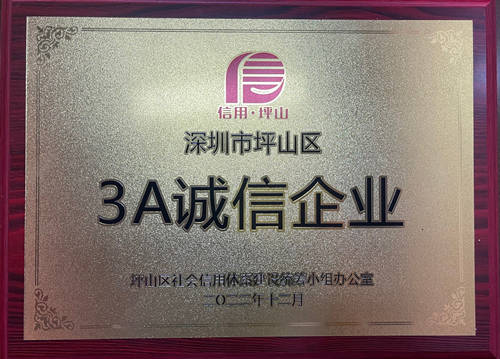 信用·坪山
深圳市坪山区
3A诚信企业
坪山区社会信用体系建设统筹小组办公室
二〇二二年十二月